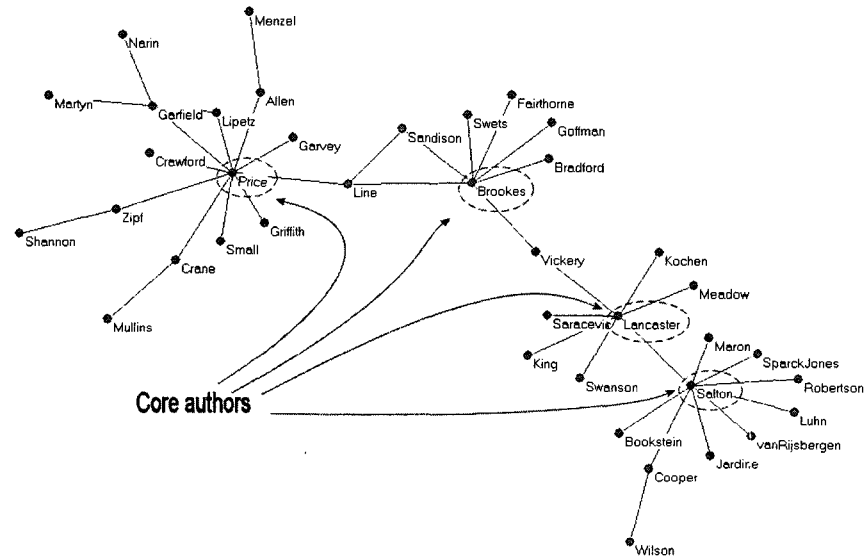 Menzel
Narin
Martyn
Garfield
Lipetz
Allen
Fairthorne
Swets
Goffman
Sandison
Garvey
Bradford
Crawford
Price
Line
Brookes
Zipf
Griffith
Shannon
Small
Crane
Vickery
Kochen
Meadow
Mullins
Saracevic
Lancaster
Maron
King
SparckJones
Swanson
Robertson
Salton
Core authors
Luhn
Bookstein
vanRijsbergen
Jardine
Cooper
Wilson